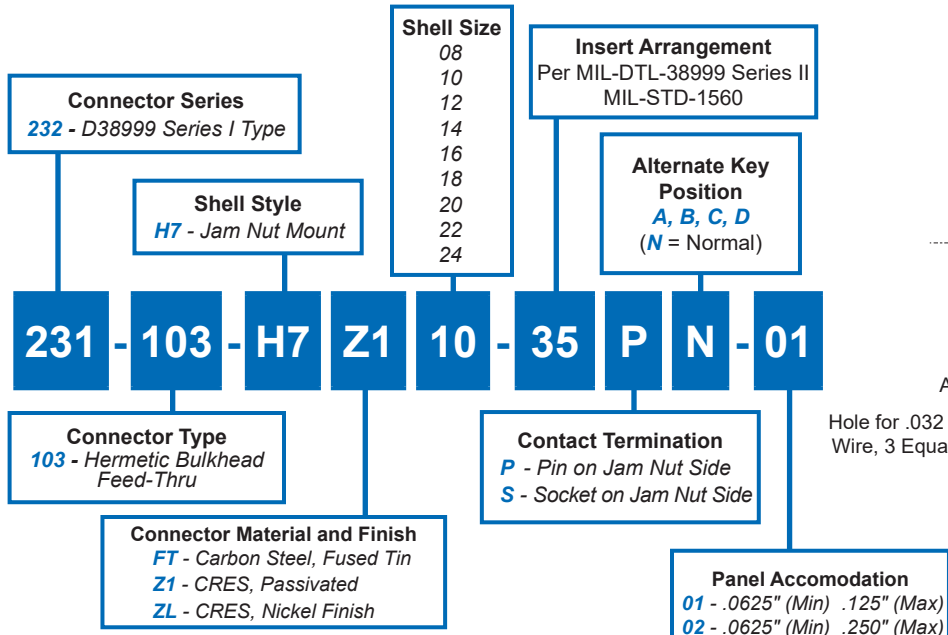 Shell Size
08
10
12
14
16
18
20
22
24
Insert Arrangement
Per MIL-DTL-38999 Series II
MIL-STD-1560
Connector Series
232 - D38999 Series I Type
Shell Style
H7 - Jam Nut Mount
Alternate Key
Position
A, B, C, D
(N = Normal)
231 - 103 - H7 Z1 10 - 35 P N - 01
Connector Type
103 - Hermetic Bulkhead
Feed-Thru
Contact Termination
P - Pin on Jam Nut Side
S - Socket on Jam Nut Side
A
Hole for .032
Wire, 3 Equa
Connector Material and Finish
FT - Carbon Steel, Fused Tin
Z1 - CRES, Passivated
ZL - CRES, Nickel Finish
Panel Accomodation
01 - .0625" (Min) .125" (Max)
02 - .0625" (Min) .250" (Max)